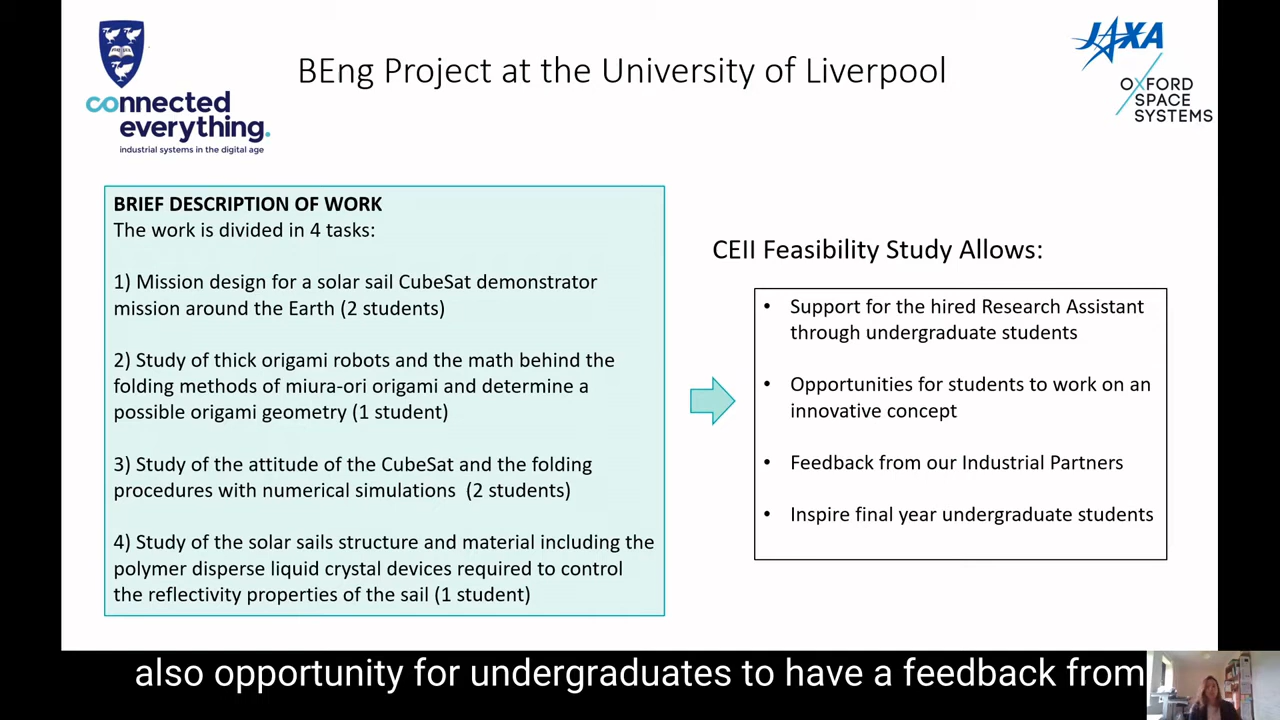 BEng Project at the University of Liverpool
JAXA
OXFORD
SPACE
SYSTEMS
connected
everything.
industrial systems in the digital age
BRIEF DESCRIPTION OF WORK
The work is divided in 4 tasks:
1) Mission design for a solar sail CubeSat demonstrator
mission around the Earth (2 students)
2) Study of thick origami robots and the math behind the
folding methods of miura-ori origami and determine a
possible origami geometry (1 student)
3) Study of the attitude of the CubeSat and the folding
procedures with numerical simulations (2 students)
4) Study of the solar sails structure and material including the
polymer disperse liquid crystal devices required to control
the reflectivity properties of the sail (1 student)
CEII Feasibility Study Allows:
• Support for the hired Research Assistant
through undergraduate students
• Opportunities for students to work on an
innovative concept
• Feedback from our Industrial Partners
• Inspire final year undergraduate students
also opportunity for undergraduates to have a feedback from